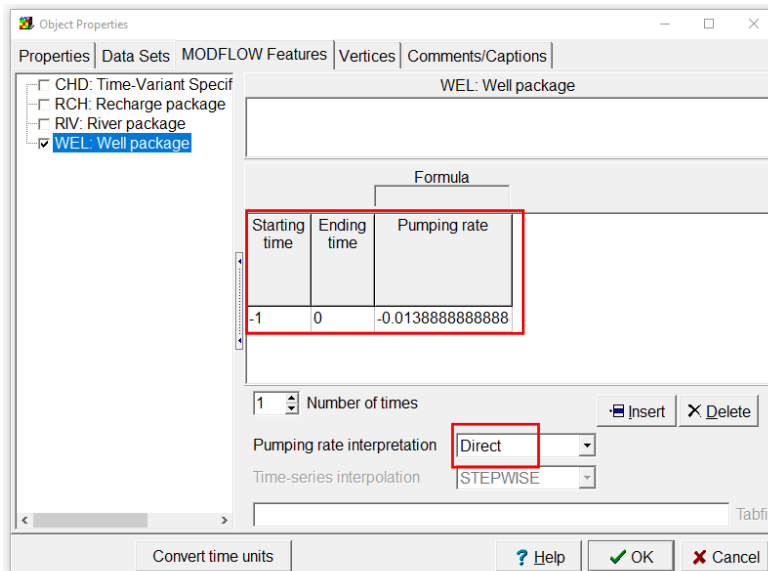 Object Properties
Properties Data Sets MODFLOW Features Vertices Comments/Captions
CHD: Time-Variant Specif
RCH: Recharge package
RIV: River package
WEL: Well package
WEL: Well package
Formula
Starting time Ending time Pumping rate
-1 0 -0.0138888888888
1 Number of times
Insert Delete
Pumping rate interpretation Direct
Time-series interpolation STEPWISE
Tabfi
Convert time units Help OK Cancel